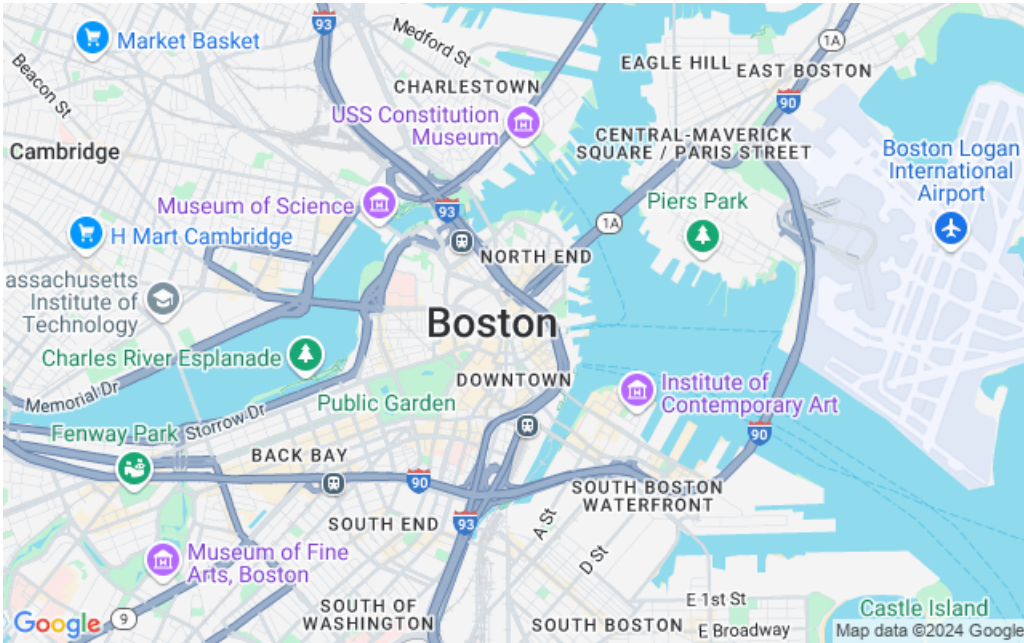 93
Market Basket
Medford St
1A
EAGLE HILL
EAST BOSTON
Beacon St
CHARLESTOWN
90
USS Constitution
Museum
CENTRAL-MAVERICK
SQUARE / PARIS STREET
Cambridge
Boston Logan
International
Airport
Museum of Science
93
Piers Park
1A
H Mart Cambridge
NORTH END
assachusetts
Institute of
Technology
Boston
Charles River Esplanade
DOWNTOWN
Institute of
Contemporary Art
Memorial Dr
Storrow Dr
Public Garden
Fenway Park
90
BACK BAY
90
SOUTH BOSTON
WATERFRONT
SOUTH END
93
A St
D St
Museum of Fine
Arts, Boston
SOUTH OF
WASHINGTON
E 1st St
Castle Island
Google
9
SOUTH BOSTON
E Broadway
Map data ©2024 Google